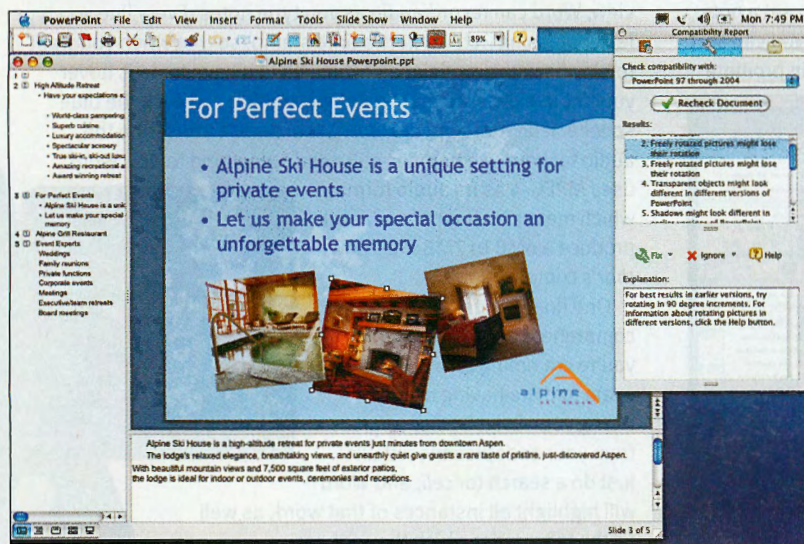 PowerPoint File Edit View Insert Format Tools Slide Show Window Help
Mon 7:49 PM
89%
Alpine Ski House Powerpoint.ppt
1
2 High Altitude Retreat
• Have your expectations
• World-class pampering
• Superb cuisine
• Luxury accommodation
• Spectacular scenery
• True ski-in, ski-out
• Amazing recreational
• Award winning retreat
3 For Perfect Events
• Alpine Ski House is a
• Let us make your special
memory
4 Alpine Grill Restaurant
5 Event Experts
Weddings
Family reunions
Private functions
Corporate events
Meetings
Executive/team retreats
Board meetings
For Perfect Events
• Alpine Ski House is a unique setting for
private events
• Let us make your special occasion an
unforgettable memory
alpine
SKI HOUSE
Alpine Ski House is a high-altitude retreat for private events just minutes from downtown Aspen.
The lodge's relaxed elegance, breathtaking views, and unearthly quiet give guests a rare taste of pristine, just-discovered Aspen.
With beautiful mountain views and 7,500 square feet of exterior patios,
the lodge is ideal for indoor or outdoor events, ceremonies and receptions.
Slide 3 of 5
Compatibility Report
Check compatibility with:
PowerPoint 97 through 2004
Recheck Document
Results:
2. Freely rotated pictures might lose
their rotation
3. Freely rotated pictures might lose
their rotation
4. Transparent objects might look
different in different versions of
PowerPoint
5. Shadows might look different in
earlier versions of PowerPoint
Fix Ignore Help
Explanation:
For best results in earlier versions, try
rotating in 90 degree increments. For
information about rotating pictures in
different versions, click the Help button.